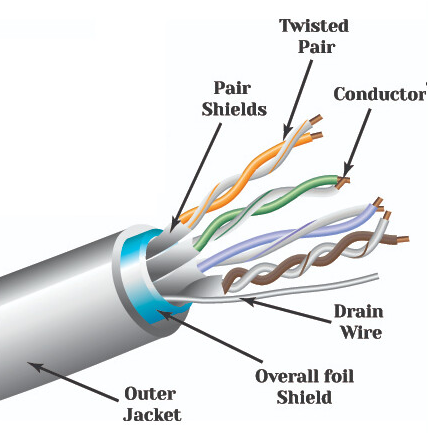 Twisted
Pair
Pair
Shields
Conductor
Drain
Wire
Overall foil
Shield
Outer
Jacket